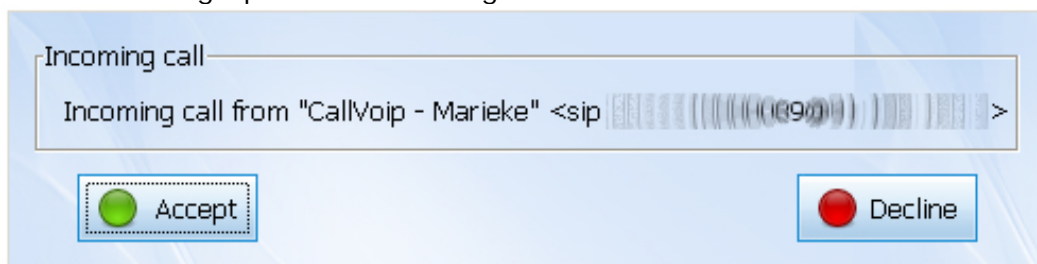 Incoming call
Incoming call from "CallVoip - Marieke" <sip >
Accept
Decline